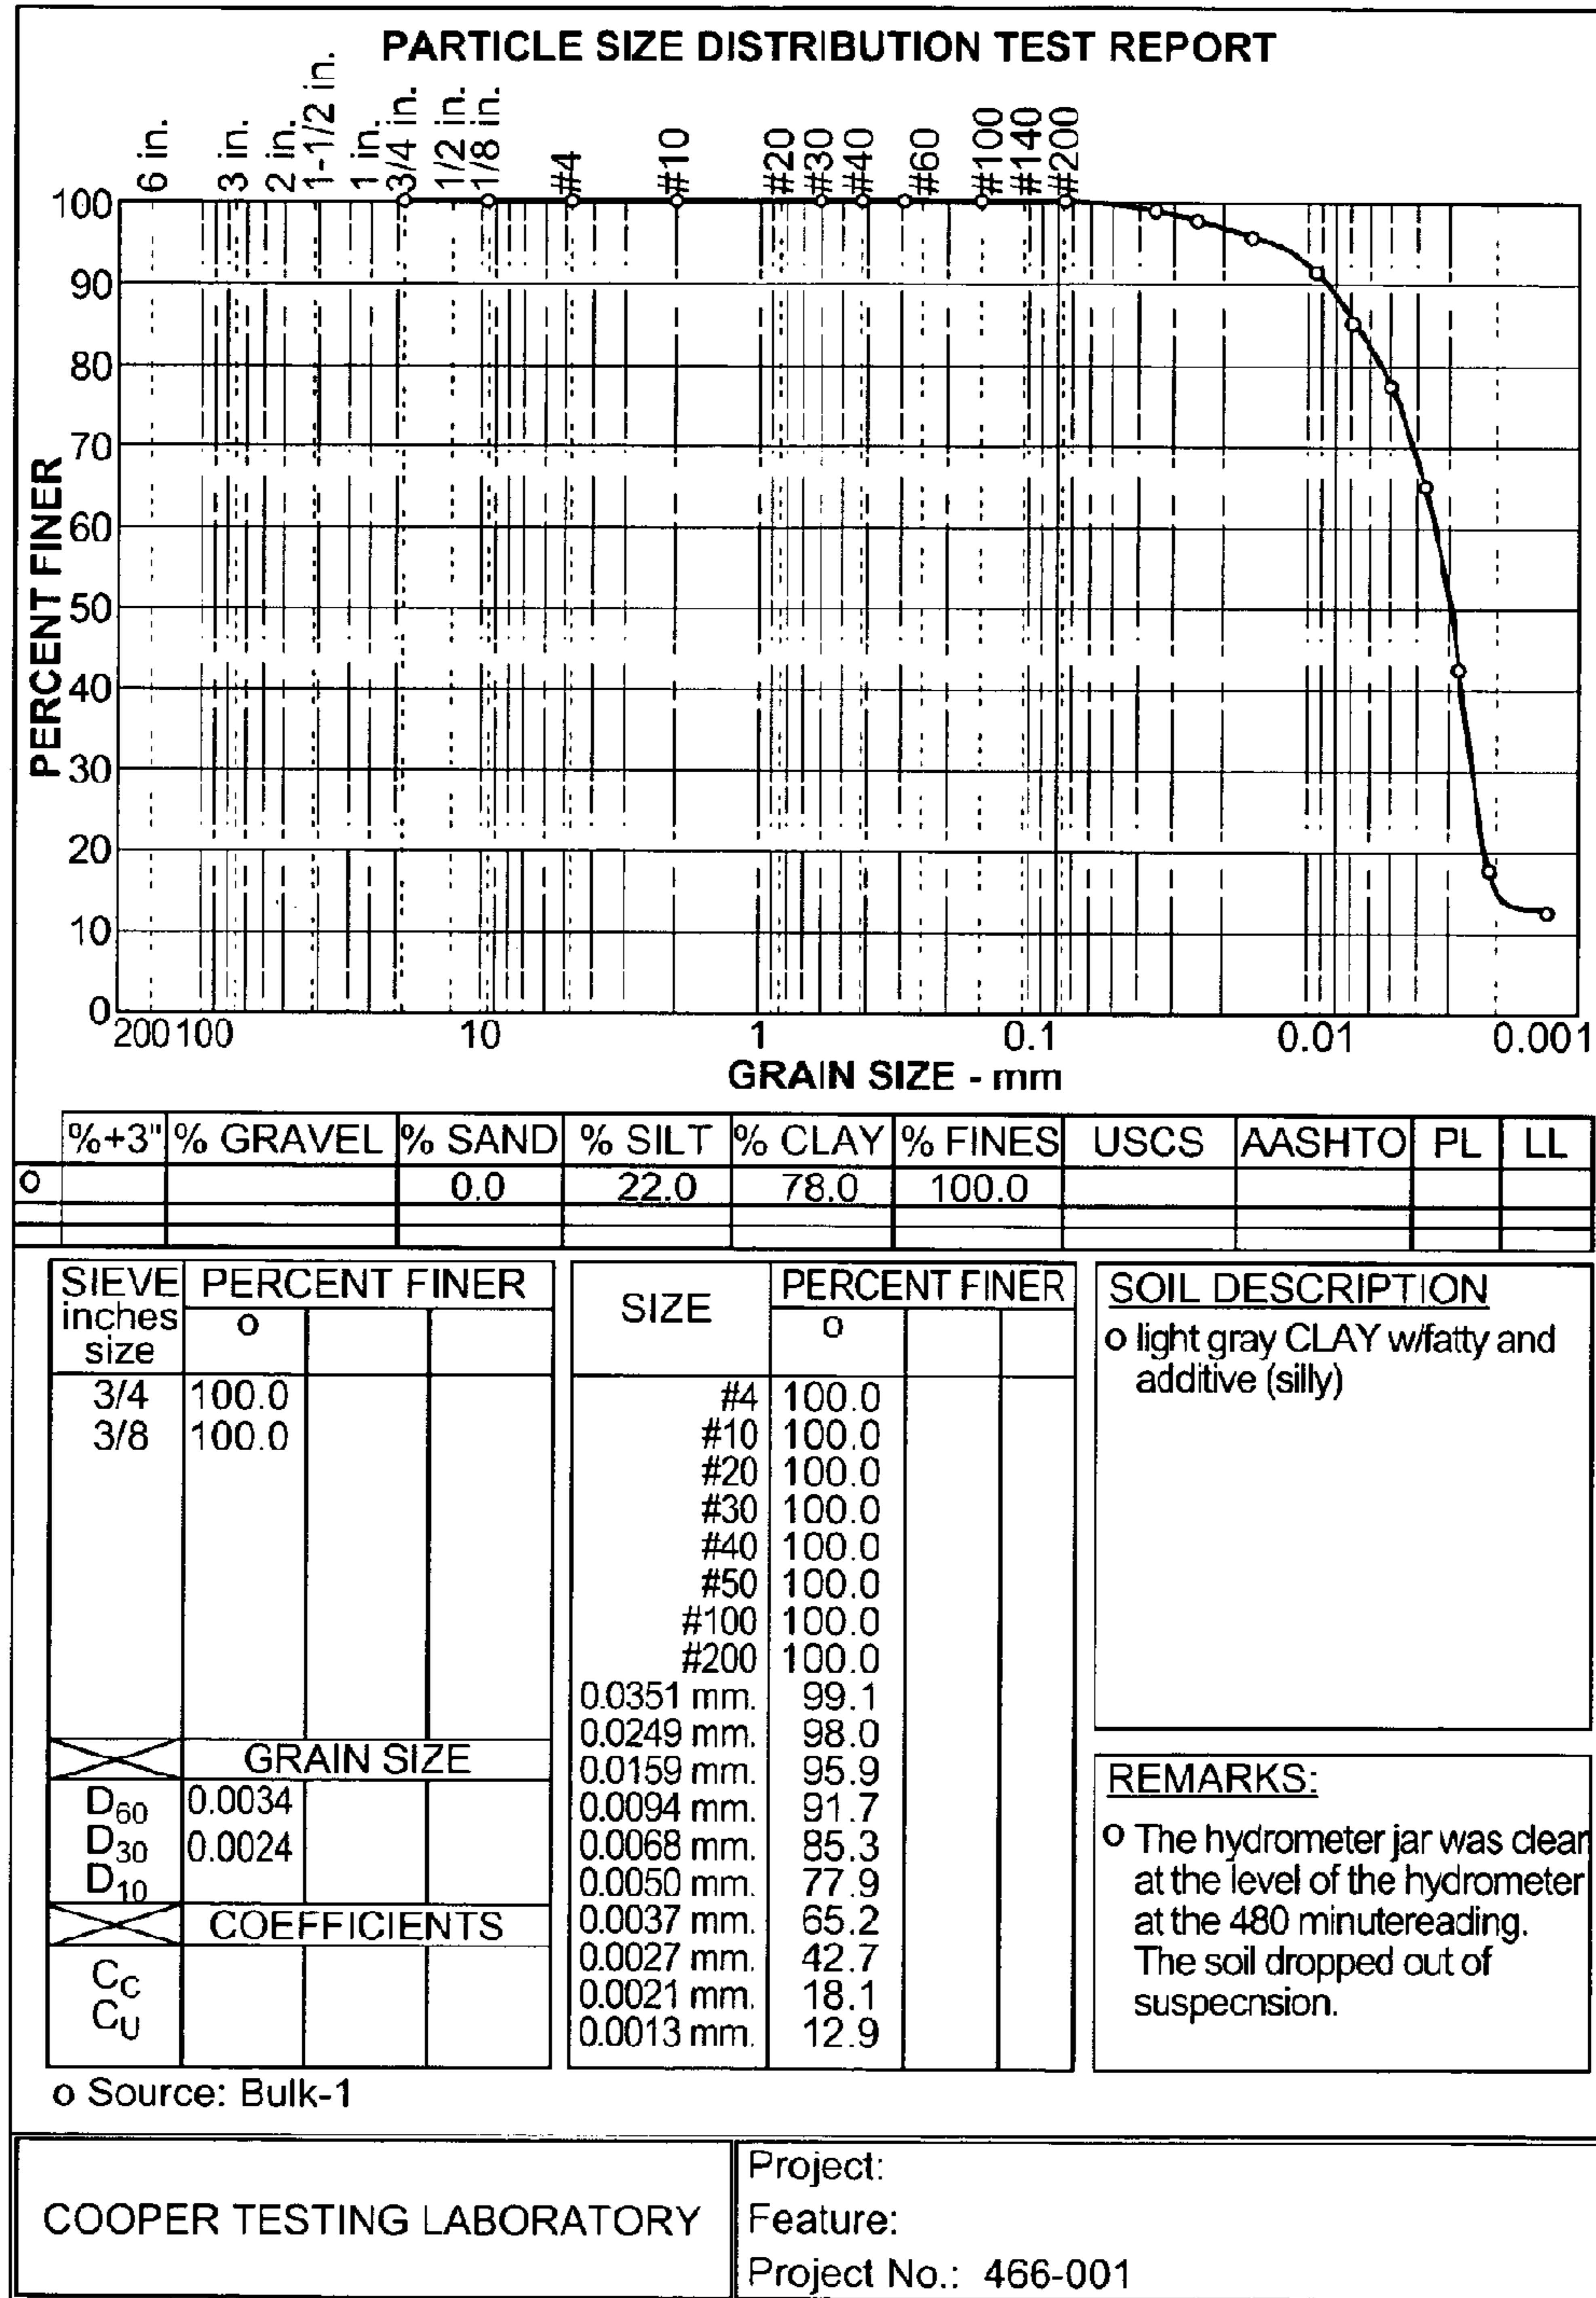 PARTICLE SIZE DISTRIBUTION TEST REPORT
6 in. 3 in. 2 in. 1-1/2 in. 1 in. 3/4 in. 1/2 in. 1/8 in. #4 #10 #20 #30 #40 #60 #100 #140 #200
PERCENT FINER
100
90
80
70
60
50
40
30
20
10
0
200 100 10 1 0.1 0.01 0.001
GRAIN SIZE - mm
%+3" % GRAVEL % SAND % SILT % CLAY % FINES USCS AASHTO PL LL
o 0.0 22.0 78.0 100.0
SIEVE inches size PERCENT FINER
o
3/4 100.0
3/8 100.0
GRAIN SIZE
D60 0.0034
D30 0.0024
D10
COEFFICIENTS
CC
CU
SIZE PERCENT FINER
o
#4 100.0
#10 100.0
#20 100.0
#30 100.0
#40 100.0
#50 100.0
#100 100.0
#200 100.0
0.0351 mm. 99.1
0.0249 mm. 98.0
0.0159 mm. 95.9
0.0094 mm. 91.7
0.0068 mm. 85.3
0.0050 mm. 77.9
0.0037 mm. 65.2
0.0027 mm. 42.7
0.0021 mm. 18.1
0.0013 mm. 12.9
SOIL DESCRIPTION
o light gray CLAY w/fatty and
additive (silly)
REMARKS:
o The hydrometer jar was clear
at the level of the hydrometer
at the 480 minutereading.
The soil dropped out of
suspecnsion.
o Source: Bulk-1
COOPER TESTING LABORATORY
Project:
Feature:
Project No.: 466-001